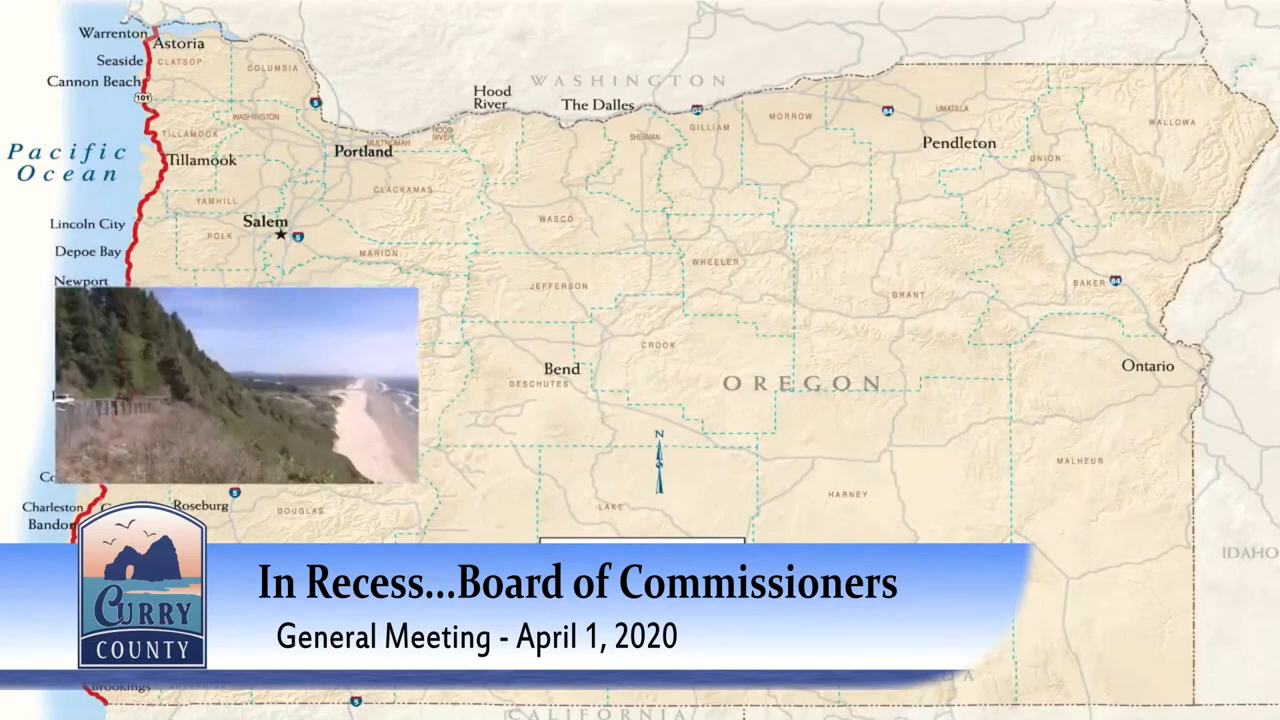 Warrenton
Astoria
Seaside
CLATSOP
COLUMBIA
Cannon Beach
WASHINGTON
Hood
River
The Dalles
101
5
84
84
UMATILLA
WALLOWA
GILLIAM
MORROW
WASHINGTON
TILLAMOOK
HOOD
RIVER
SHERMAN
MULTNOMAH
Portland
Pendleton
UNION
Pacific
Ocean
Tillamook
CLACKAMAS
YAMHILL
Lincoln City
Salem
POLK
5
WASCO
Depoe Bay
MARION
WHEELER
Newport
JEFFERSON
GRANT
BAKER
84
CROOK
Bend
DESCHUTES
OREGON
Ontario
N
MALHEUR
Co
5
HARNEY
Charleston
Roseburg
DOUGLAS
LAKE
Bandon
IDAHO
In Recess...Board of Commissioners
CURRY
COUNTY
General Meeting - April 1, 2020
Brookings
5
CALIFORNIA